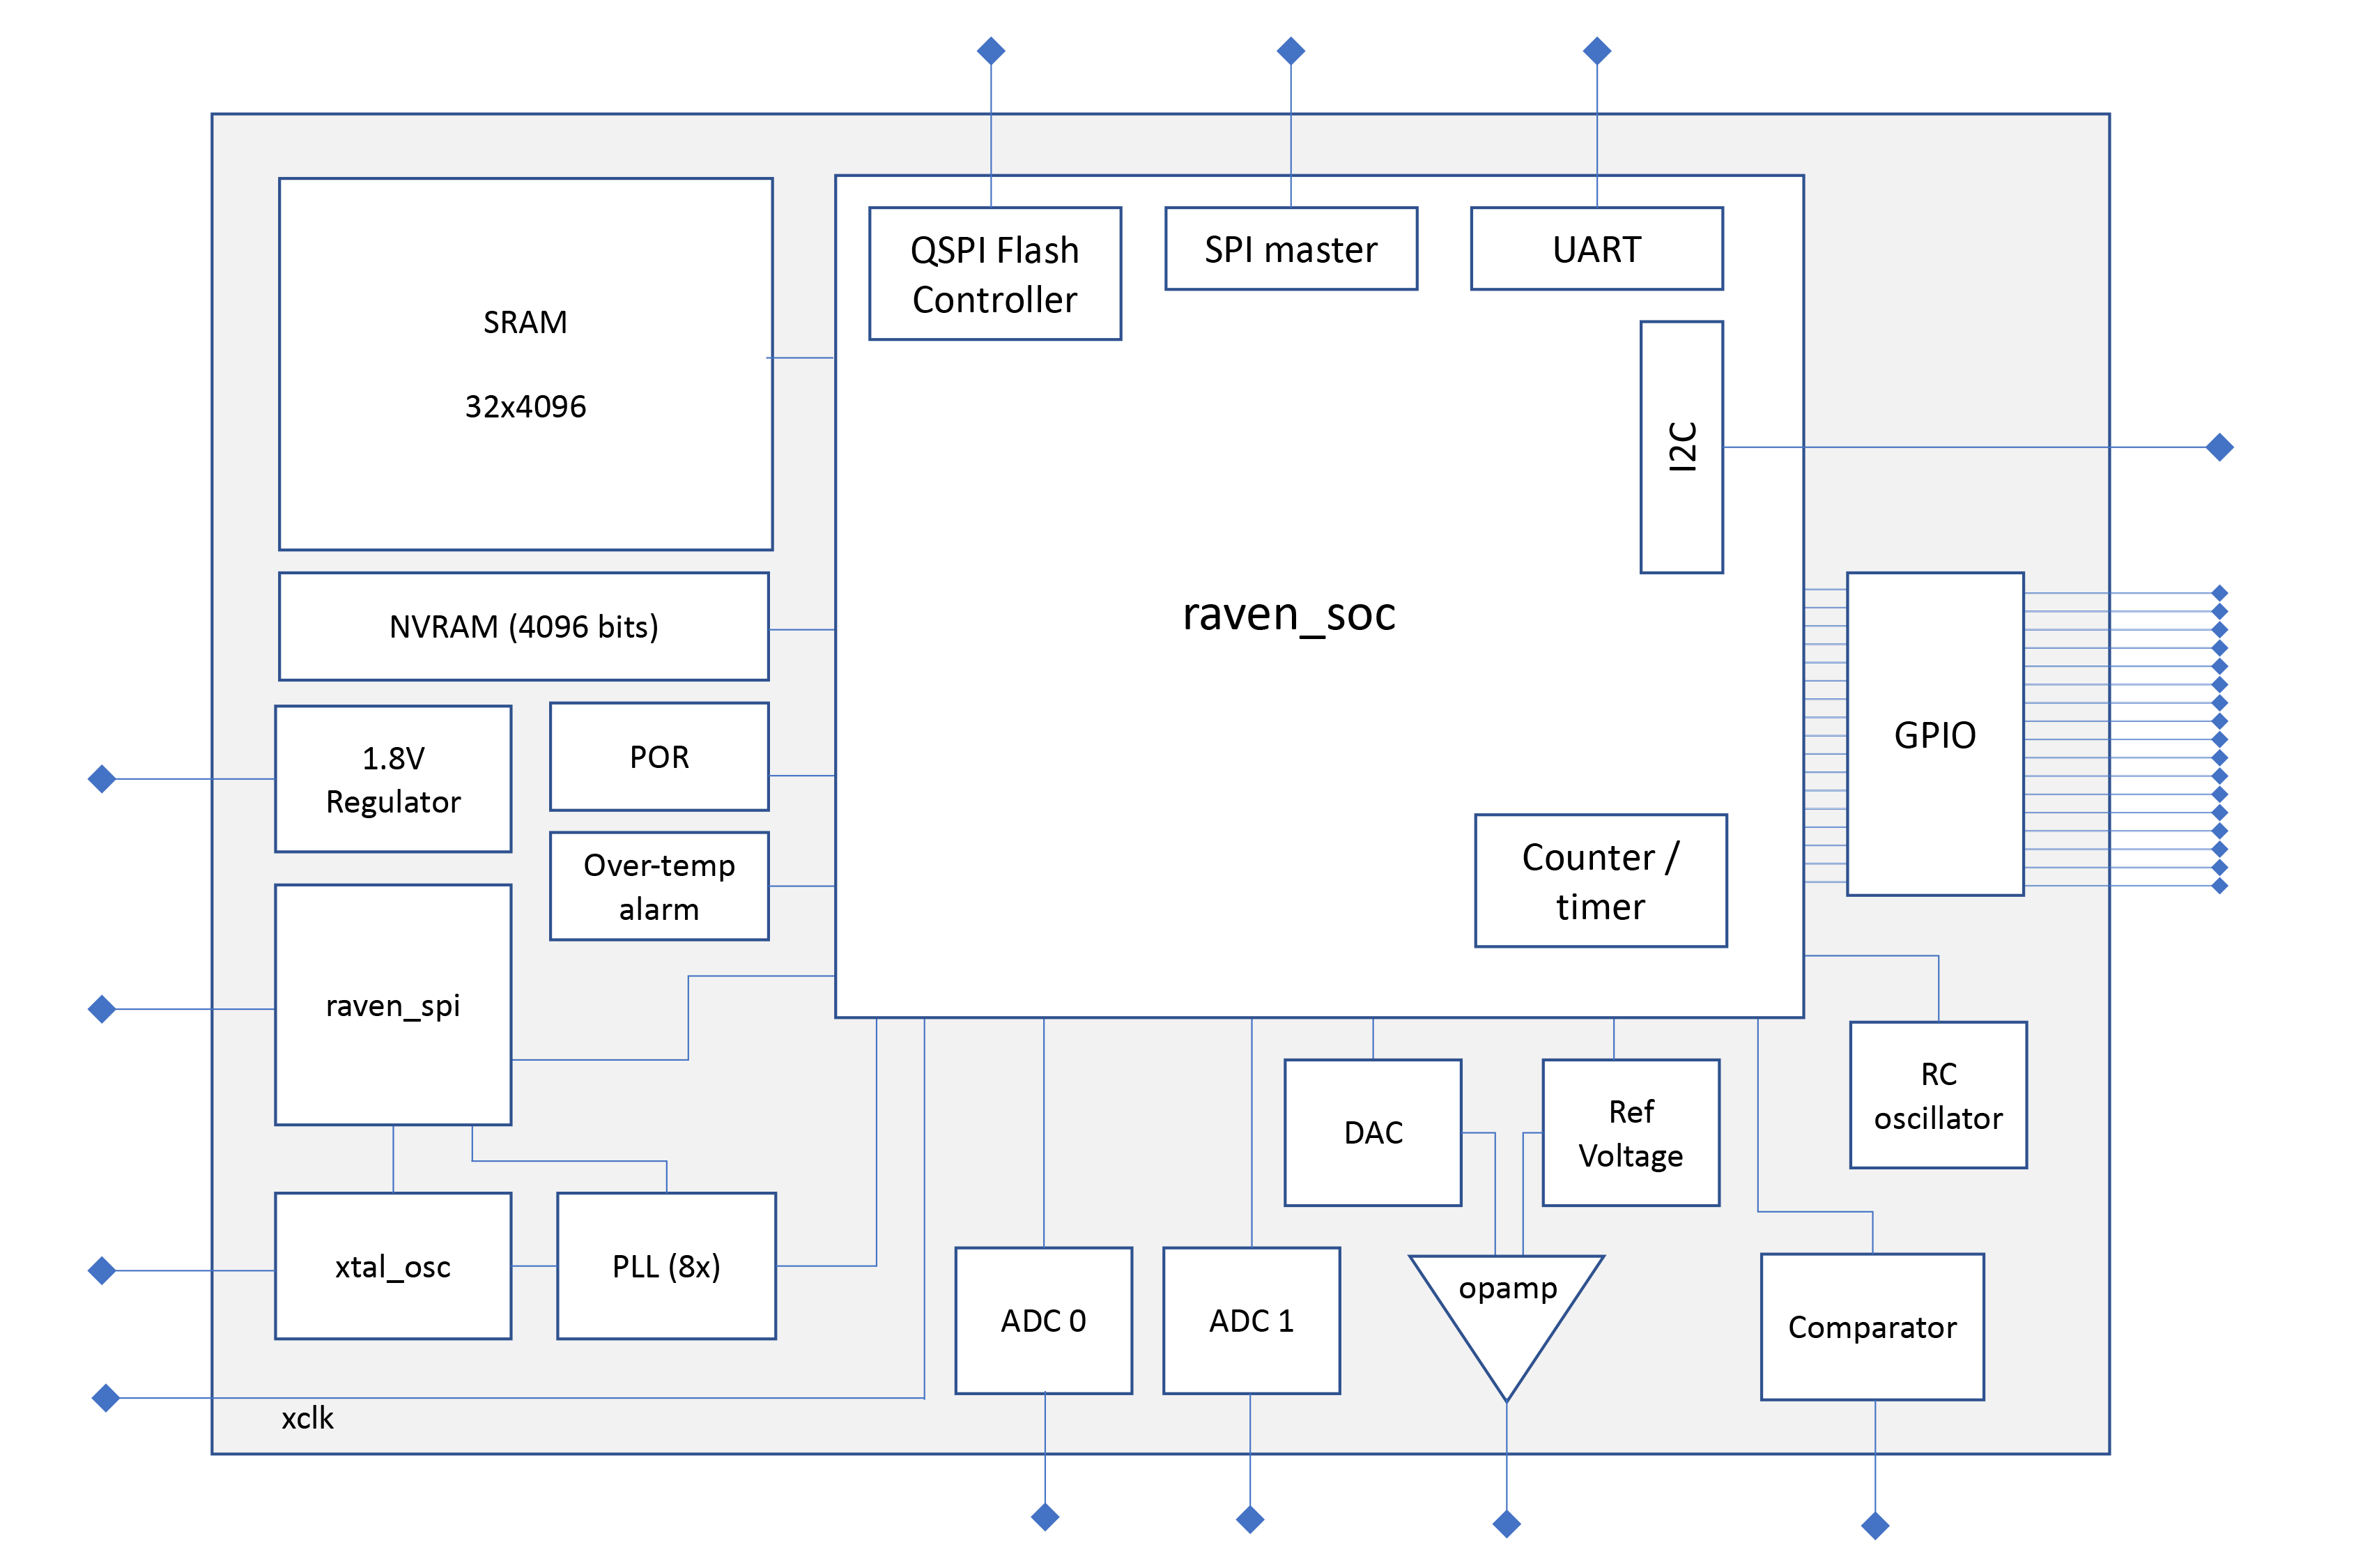 QSPI Flash
Controller
SPI master
UART
SRAM
32x4096
I2C
raven_soc
NVRAM (4096 bits)
1.8V
Regulator
POR
GPIO
Over-temp
alarm
Counter /
timer
raven_spi
RC
oscillator
DAC
Ref
Voltage
xtal_osc
PLL (8x)
ADC 0
ADC 1
opamp
Comparator
xclk